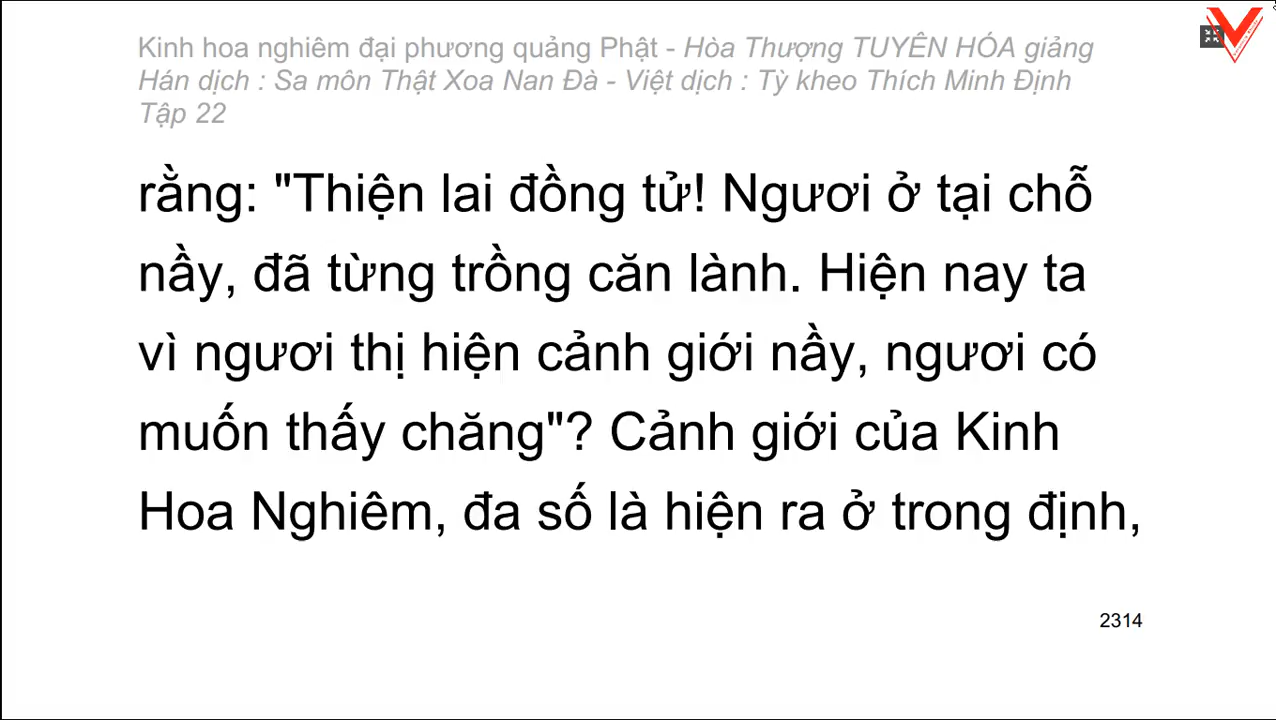 Kinh hoa nghiêm đại phương quảng Phật - Hòa Thượng TUYÊN HÓA giảng
Hán dịch : Sa môn Thật Xoa Nan Đà - Việt dịch : Tỳ kheo Thích Minh Định
Tập 22
rằng: "Thiện lai đồng tử! Ngươi ở tại chỗ
nầy, đã từng trồng căn lành. Hiện nay ta
vì ngươi thị hiện cảnh giới nầy, ngươi có
muốn thấy chăng"? Cảnh giới của Kinh
Hoa Nghiêm, đa số là hiện ra ở trong định,
2314